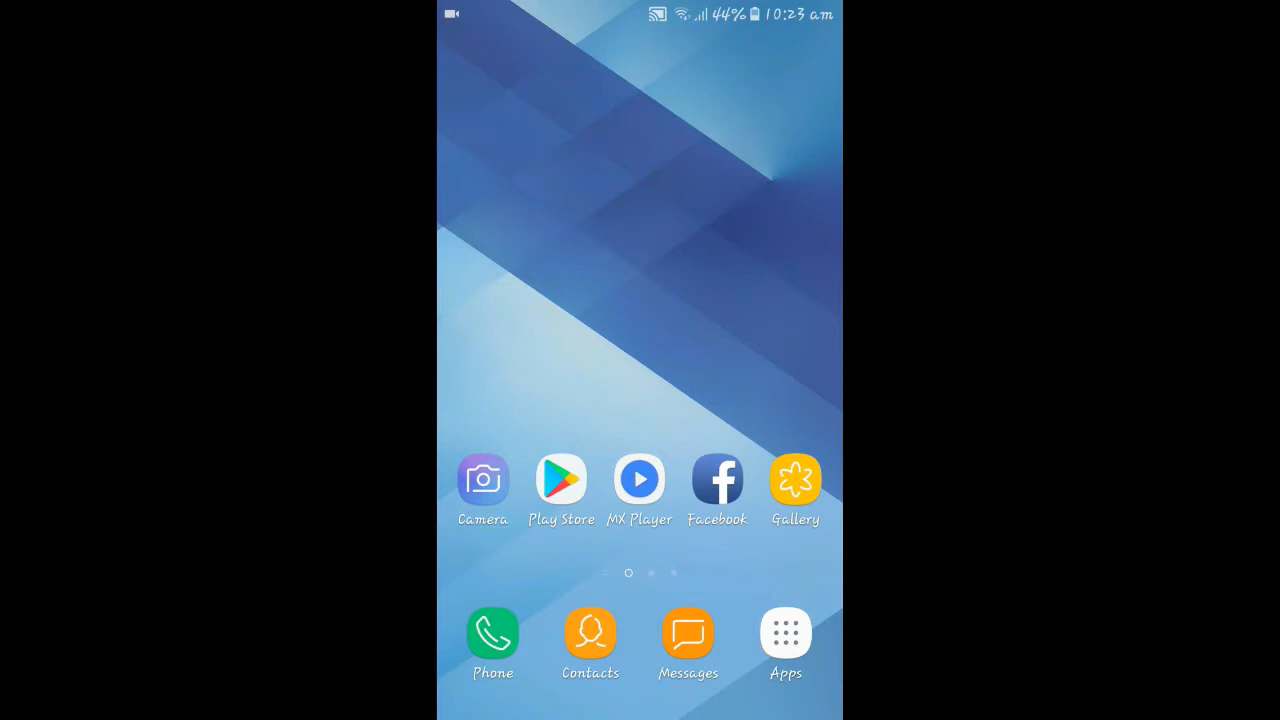 44% 10:23 am
Camera Play Store MX Player Facebook Gallery
Phone Contacts Messages Apps